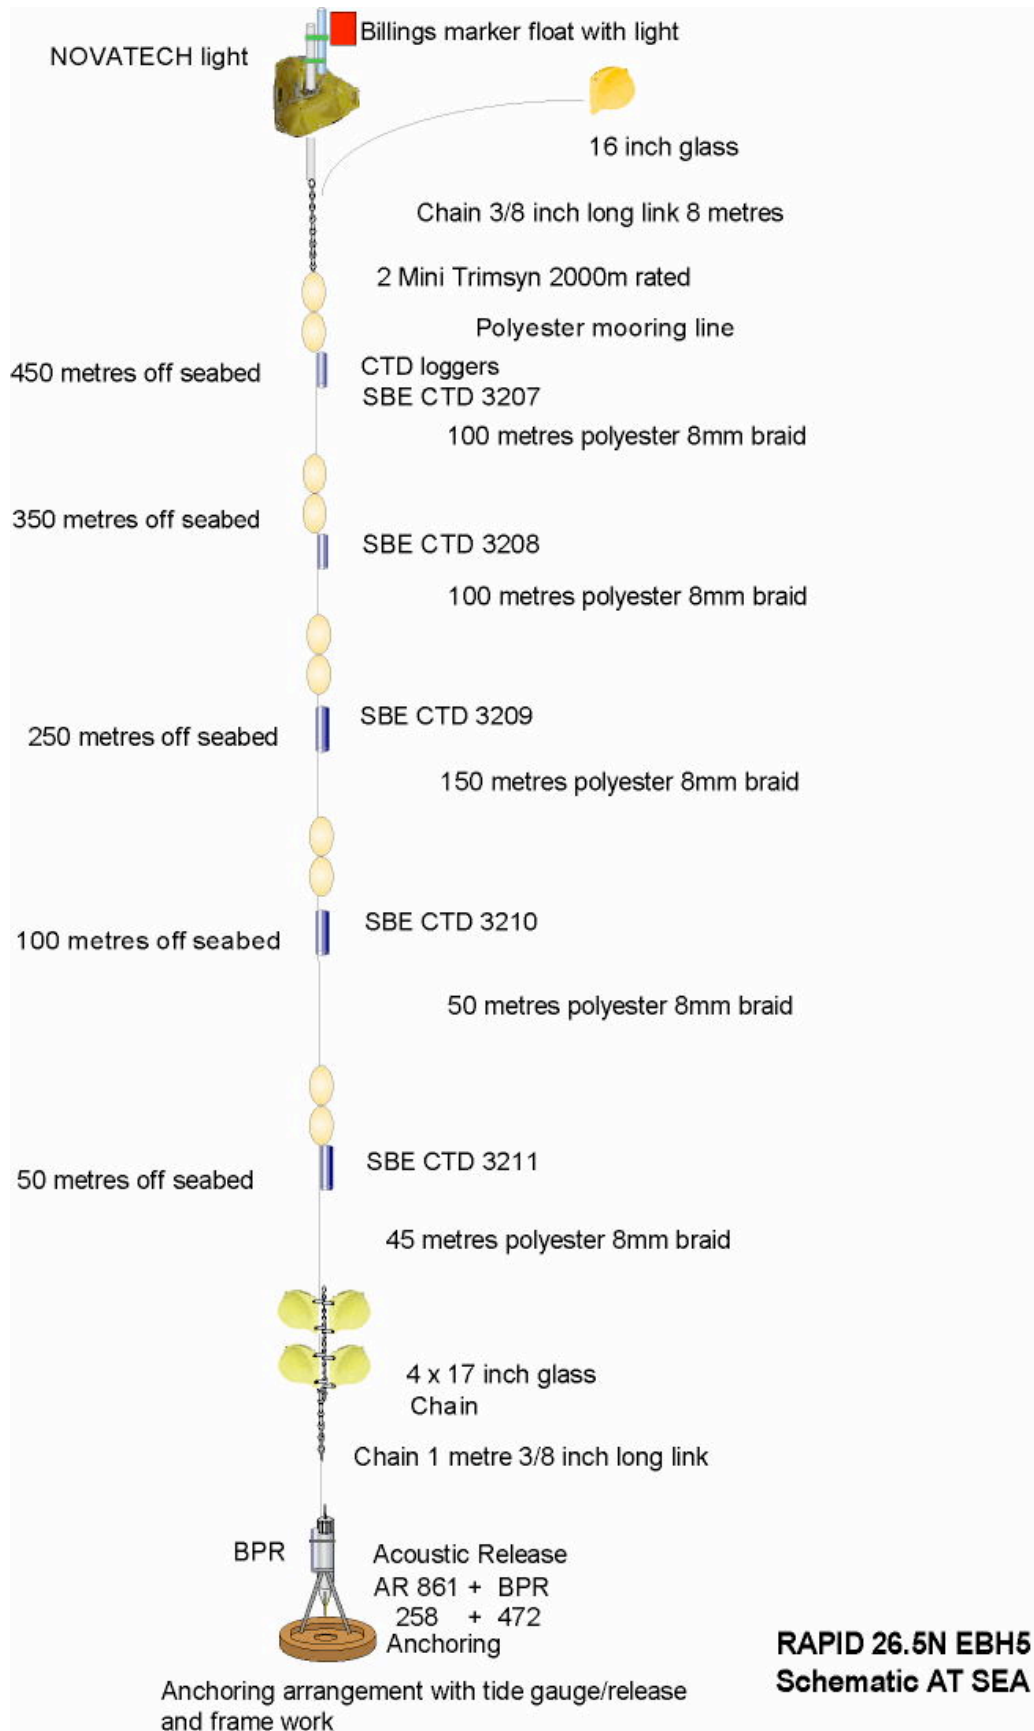 Billings marker float with light
NOVATECH light
16 inch glass
Chain 3/8 inch long link 8 metres
2 Mini Trimsyn 2000m rated
Polyester mooring line
450 metres off seabed
CTD loggers
SBE CTD 3207
100 metres polyester 8mm braid
350 metres off seabed
SBE CTD 3208
100 metres polyester 8mm braid
250 metres off seabed
SBE CTD 3209
150 metres polyester 8mm braid
100 metres off seabed
SBE CTD 3210
50 metres polyester 8mm braid
50 metres off seabed
SBE CTD 3211
45 metres polyester 8mm braid
4 x 17 inch glass
Chain
Chain 1 metre 3/8 inch long link
BPR
Acoustic Release
AR 861 + BPR
258 + 472
Anchoring
RAPID 26.5N EBH5
Schematic AT SEA
Anchoring arrangement with tide gauge/release
and frame work